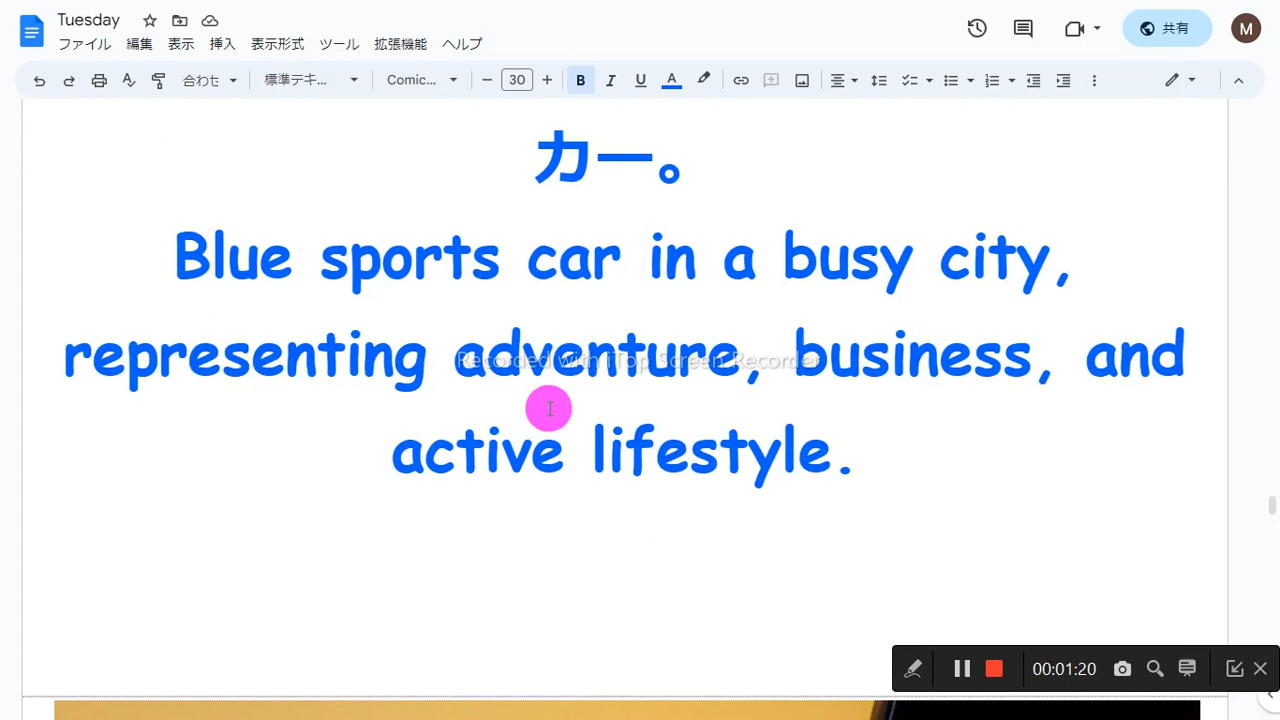 Tuesday
ファイル 編集 表示 挿入 表示形式 ツール 拡張機能 ヘルプ
共有
M
合わせ 標準テキ... Comic... 30 B I U A
カー。
Blue sports car in a busy city,
representing adventure, business, and
Recorded with iTop Screen Recorder
active lifestyle.
00:01:20